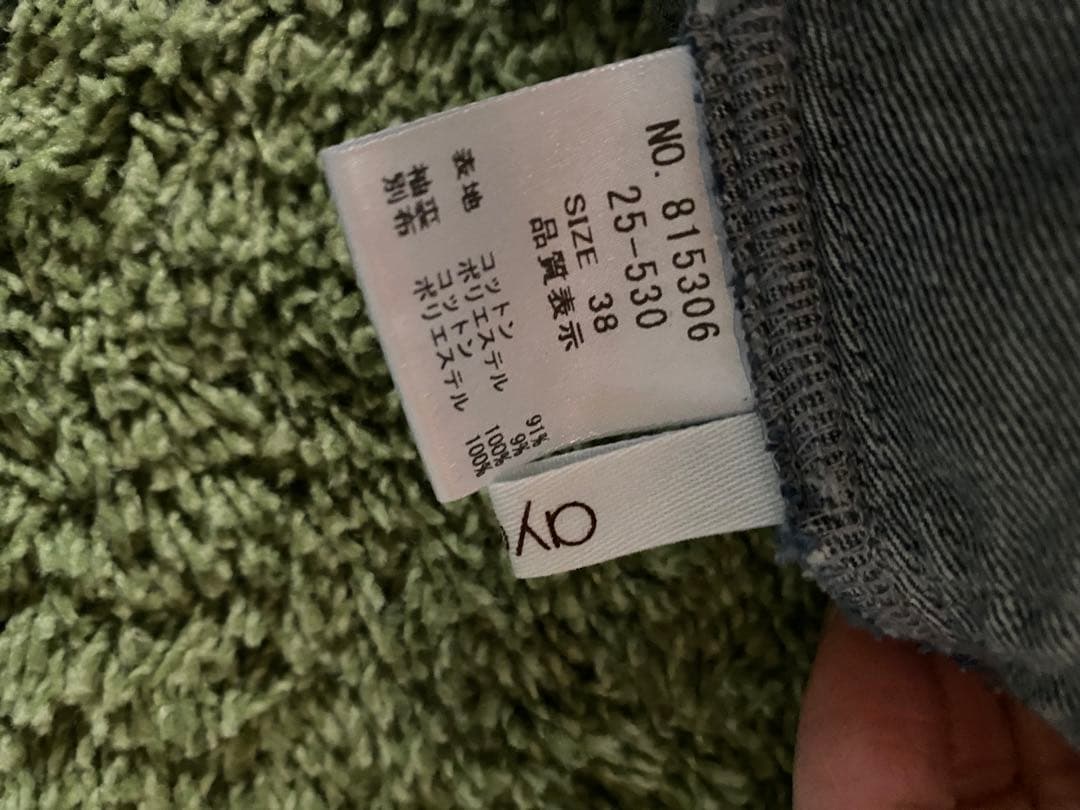 NO. 815306
25-530
SIZE 38
品質表示
表地 コットン 91%
ポリエステル 9%
袖裏 コットン 100%
別布 ポリエステル 100%
ay